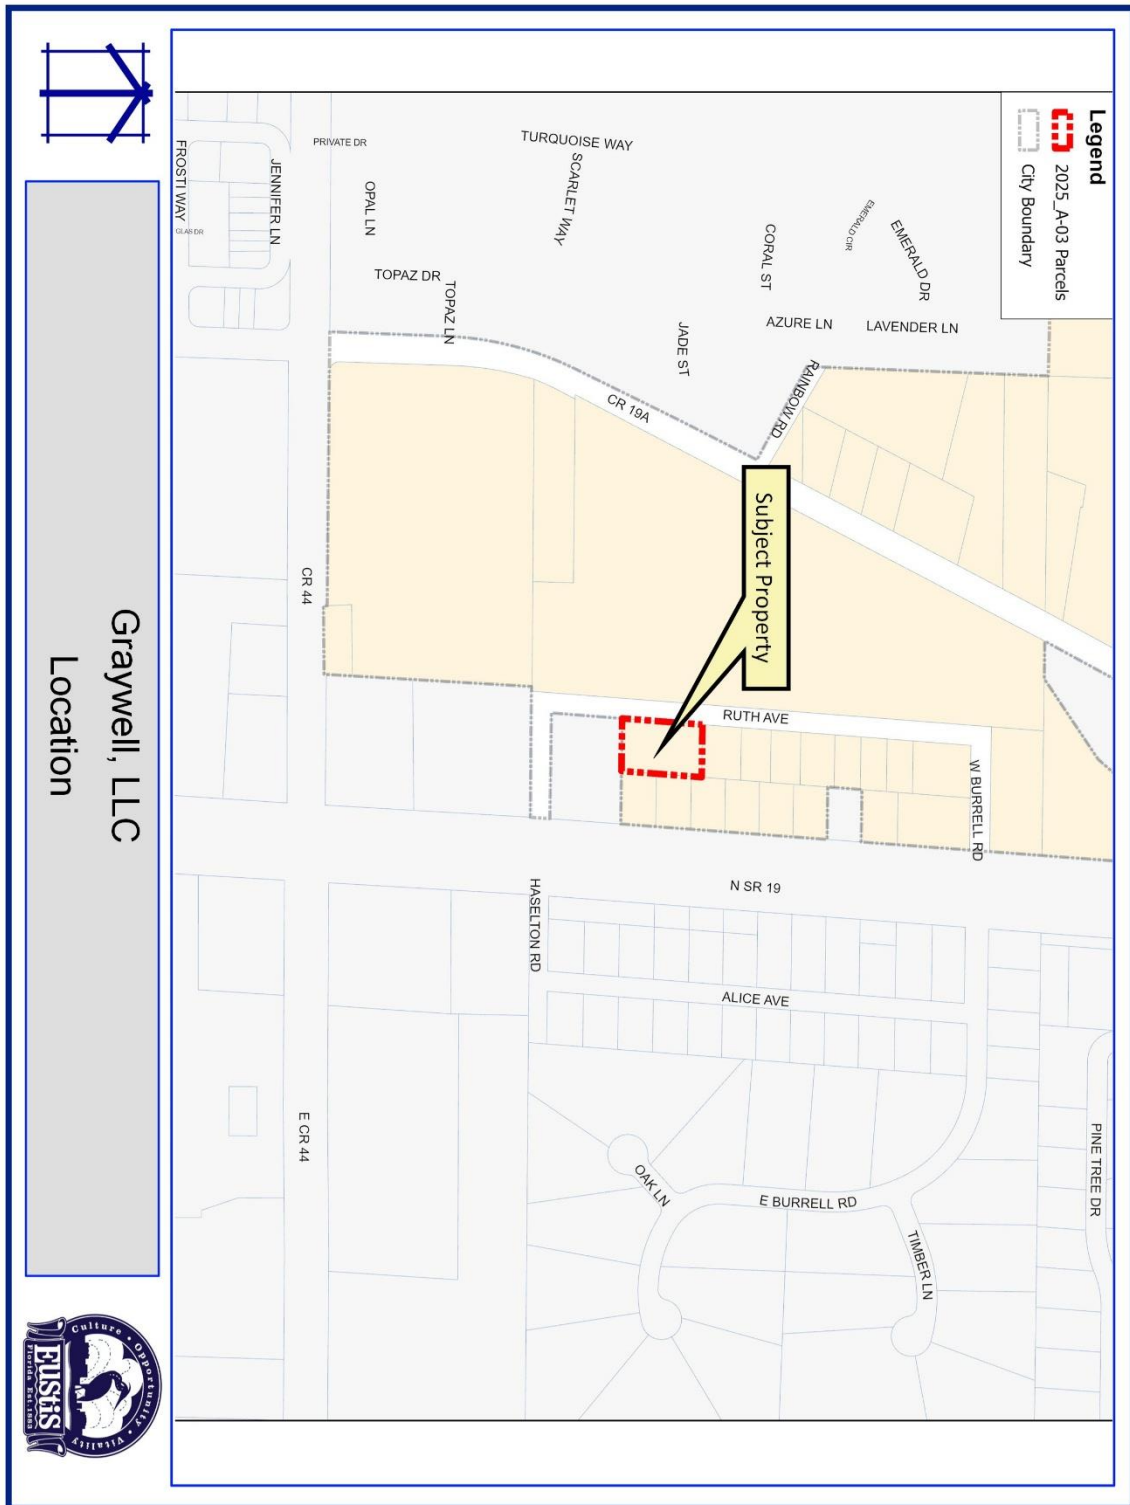 Legend
2025_A-03 Parcels
City Boundary
PINE TREE DR
EMERALD DR
LAVENDER LN
EMERALD CIR
AZURE LN
CORAL ST
RAINBOW RD
JADE ST
TURQUOISE WAY
SCARLET WAY
CR 19A
TOPAZ LN
TOPAZ DR
OPAL LN
PRIVATE DR
JENNIFER LN
FROSTI WAY
GLAS DR
Subject Property
RUTH AVE
W BURRELL RD
N SR 19
HASELTON RD
ALICE AVE
E BURRELL RD
TIMBER LN
OAK LN
CR 44
E CR 44
Graywell, LLC
Location
Culture • Opportunity • Vitality
EUSTIS
Florida Est. 1883